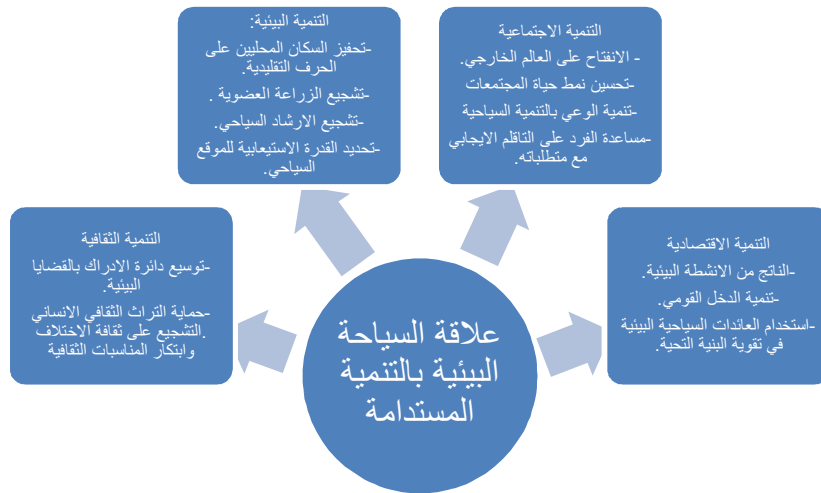 التنمية الاجتماعية
- الانفتاح على العالم الخارجي.
-تحسين نمط حياة المجتمعات
-تنمية الوعي بالتنمية السياحية
-مساعدة الفرد على التاقلم الايجابي
مع متطلباته.
التنمية البيئية:
-تحفيز السكان المحليين على
الحرف التقليدية.
-تشجيع الزراعة العضوية .
-تشجيع الارشاد السياحي.
-تحديد القدرة الاستيعابية للموقع
السياحي.
التنمية الاقتصادية
-الناتج من الانشطة البيئية.
-تنمية الدخل القومي.
-استخدام العائدات السياحية البيئية
في تقوية البنية التحية.
التنمية الثقافية
-توسيع دائرة الادراك بالقضايا
البيئية.
-حماية التراث الثقافي الانساني
.التشجيع على ثقافة الاختلاف
وابتكار المناسبات الثقافية
علاقة السياحة
البيئية بالتنمية
المستدامة